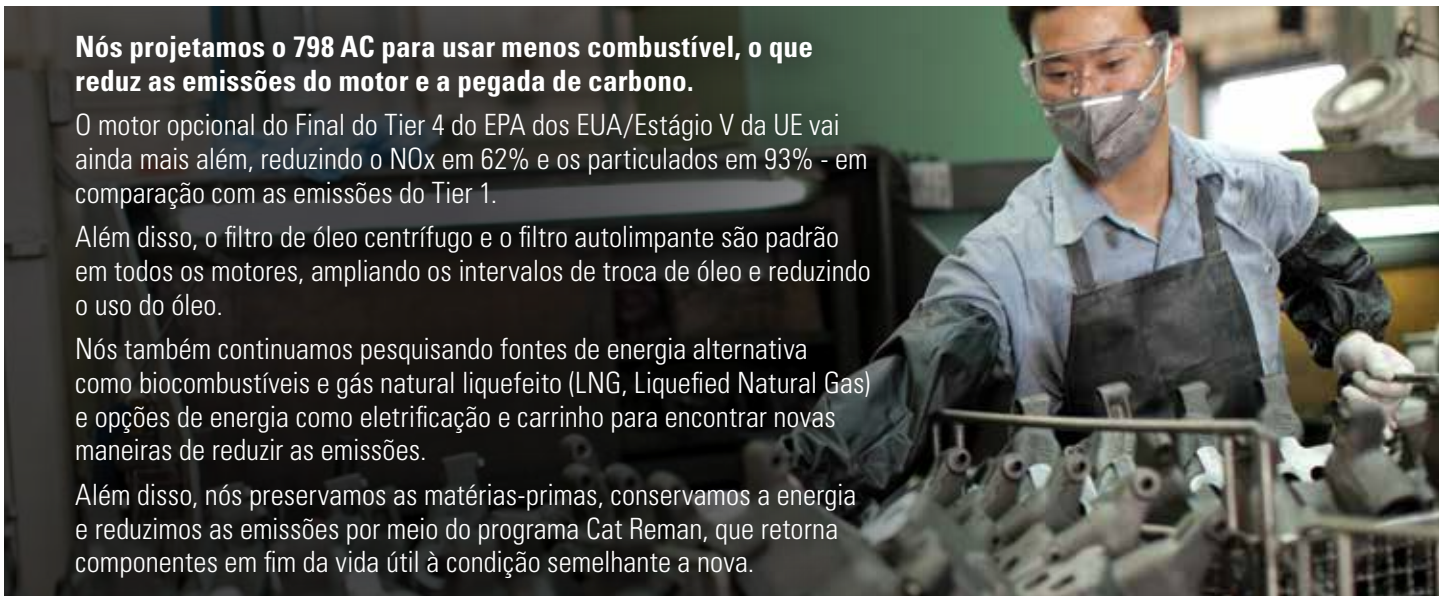 Nós projetamos o 798 AC para usar menos combustível, o que
reduz as emissões do motor e a pegada de carbono.
O motor opcional do Final do Tier 4 do EPA dos EUA/Estágio V da UE vai
ainda mais além, reduzindo o NOx em 62% e os particulados em 93% - em
comparação com as emissões do Tier 1.
Além disso, o filtro de óleo centrífugo e o filtro autolimpante são padrão
em todos os motores, ampliando os intervalos de troca de óleo e reduzindo
o uso do óleo.
Nós também continuamos pesquisando fontes de energia alternativa
como biocombustíveis e gás natural liquefeito (LNG, Liquefied Natural Gas)
e opções de energia como eletrificação e carrinho para encontrar novas
maneiras de reduzir as emissões.
Além disso, nós preservamos as matérias-primas, conservamos a energia
e reduzimos as emissões por meio do programa Cat Reman, que retorna
componentes em fim da vida útil à condição semelhante a nova.